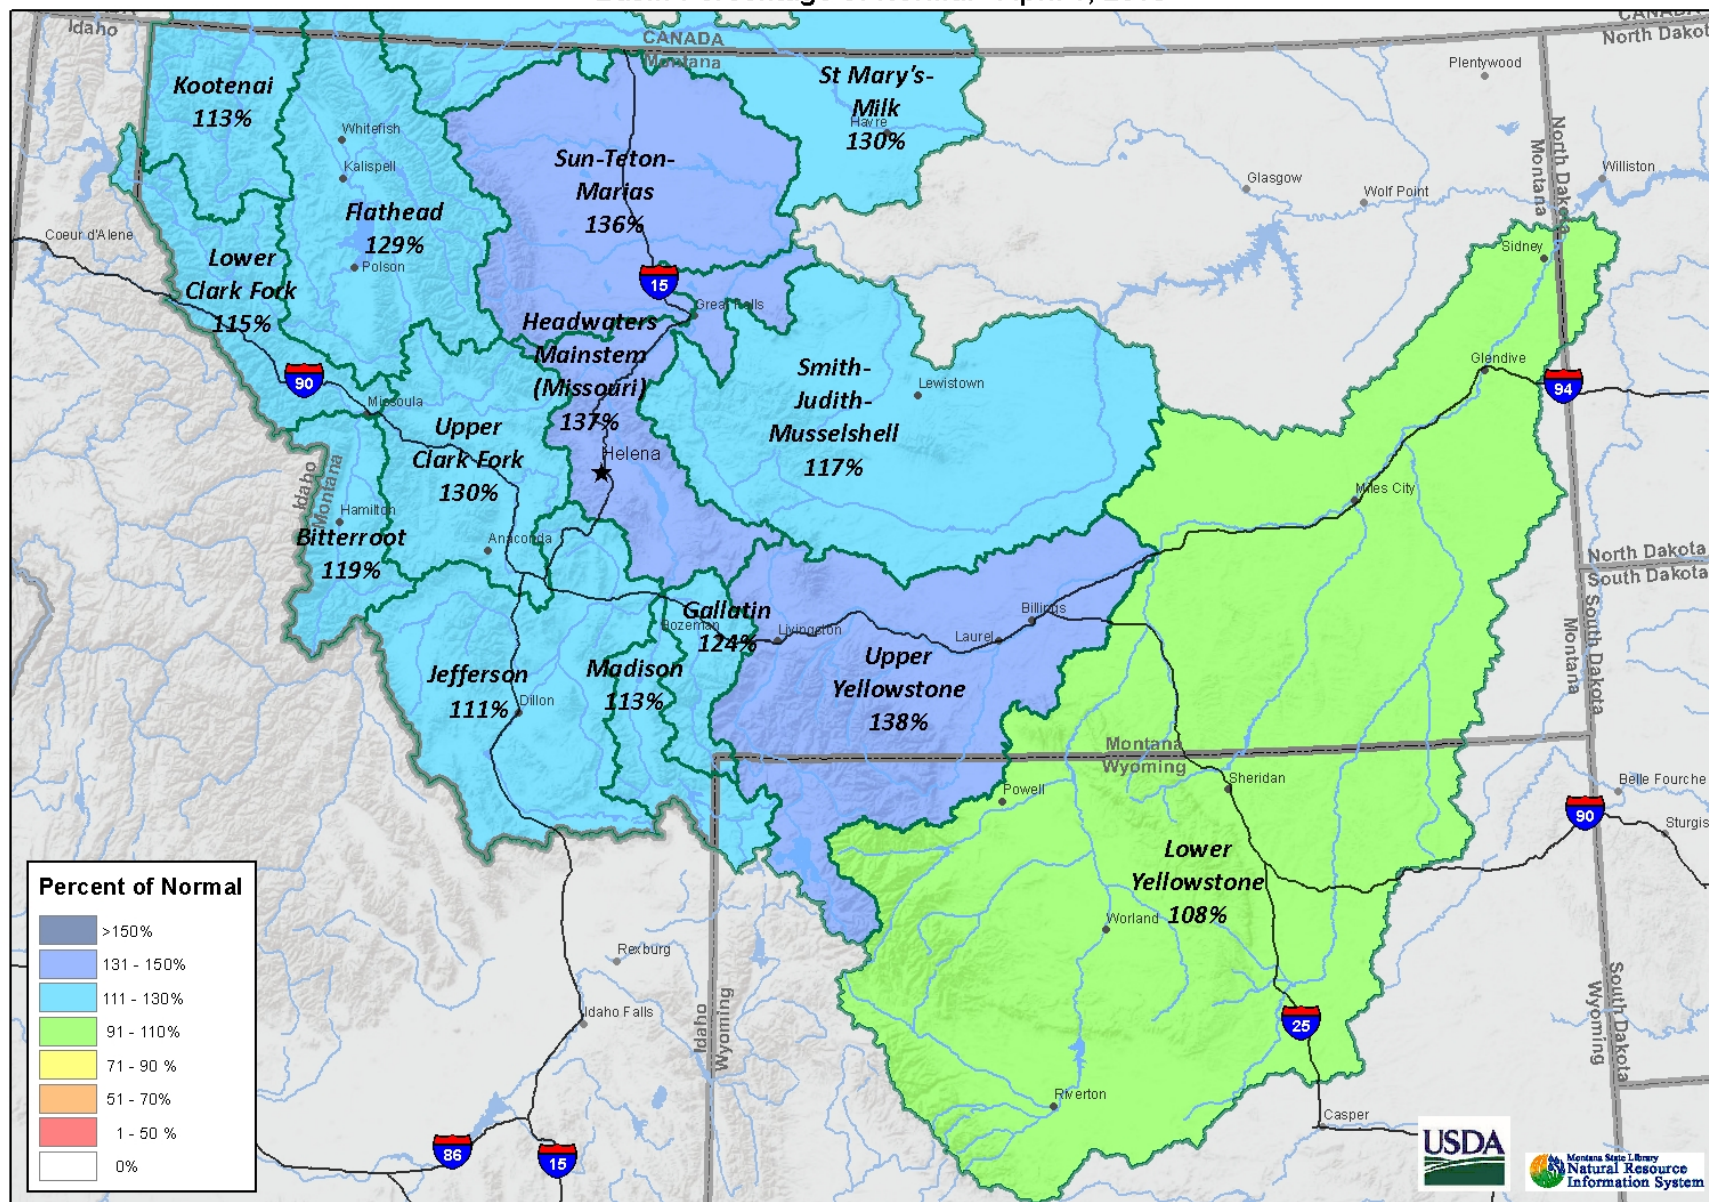 Idaho
CANADA
Montana
CANADA
North Dakota
Plentywood
Kootenai
113%
St Mary's-
Milk
Havre
130%
Whitefish
Kalispell
Sun-Teton-
Marias
136%
North Dakota
Montana
Williston
Glasgow
Wolf Point
Flathead
129%
Polson
Coeur d'Alene
Sidney
Lower
Clark Fork
115%
15
Great Falls
Headwaters
Mainstem
(Missouri)
137%
Helena
90
Missoula
Smith-
Judith-
Musselshell
117%
Lewistown
Glendive
94
Upper
Clark Fork
130%
Idaho
Montana
Hamilton
Bitterroot
119%
Anaconda
Miles City
North Dakota
South Dakota
South Dakota
Montana
Gallatin
Bozeman
124%
Livingston
Laurel
Billings
Jefferson
111%
Dillon
Madison
113%
Upper
Yellowstone
138%
Montana
Wyoming
Powell
Sheridan
Belle Fourche
90
Sturgis
Lower
Yellowstone
108%
Worland
Percent of Normal
>150%
131 - 150%
111 - 130%
91 - 110%
71 - 90 %
51 - 70%
1 - 50 %
0%
Rexburg
Idaho Falls
Idaho
Wyoming
South Dakota
Wyoming
25
Riverton
Casper
86
15
USDA
Montana State Library
Natural Resource
Information System